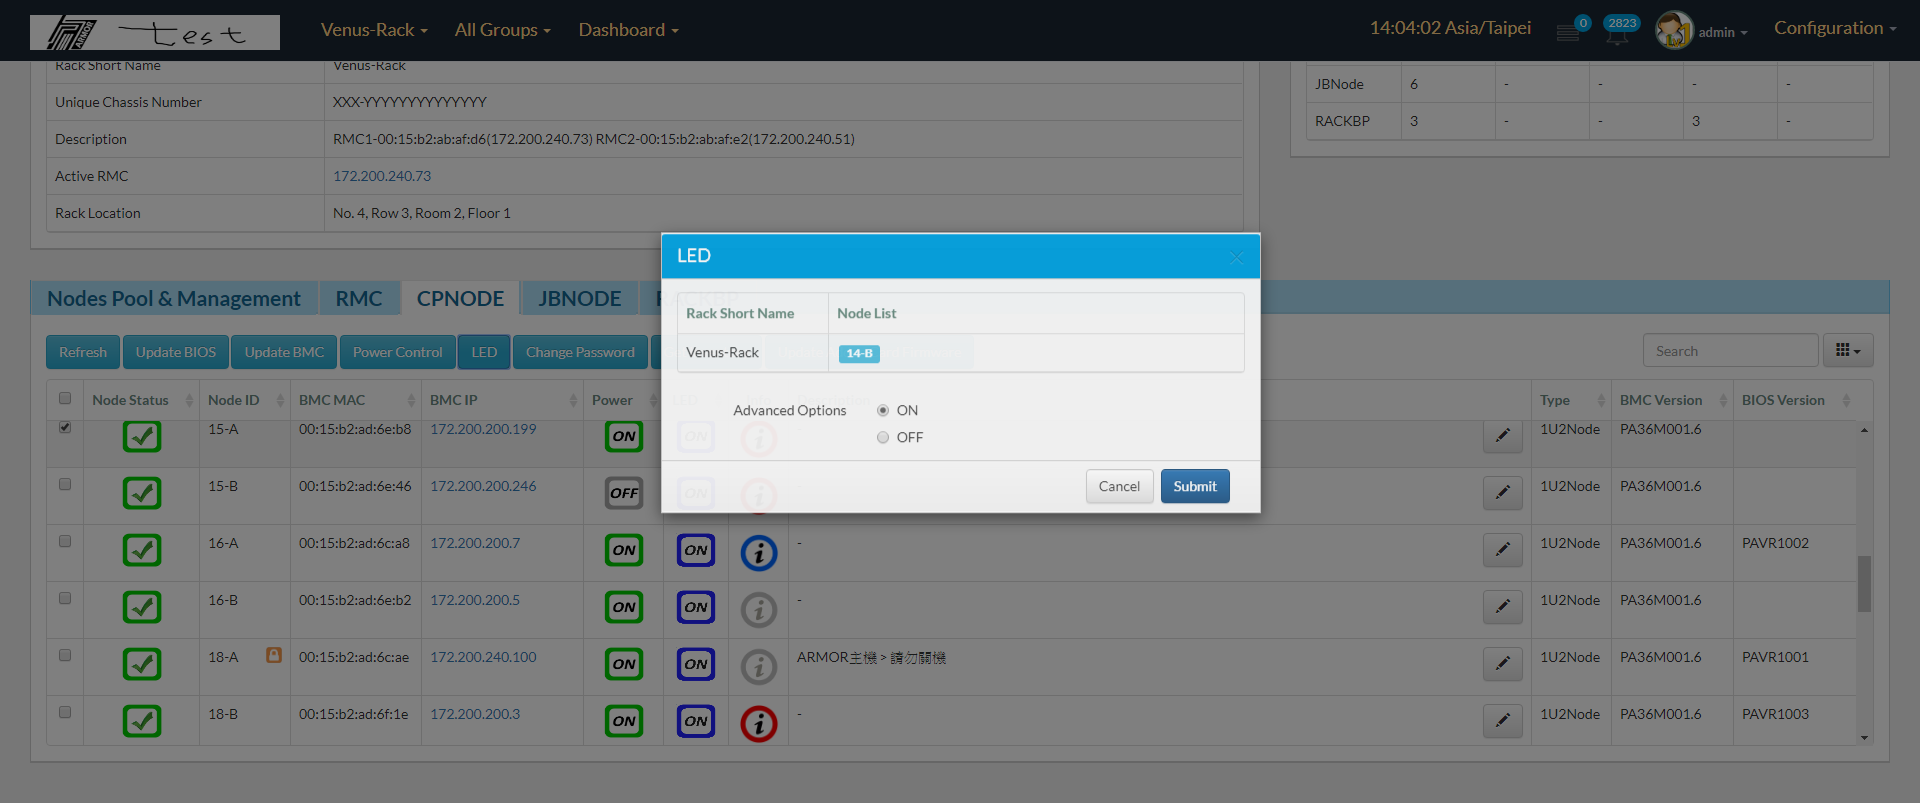 ARMOR test Venus-Rack All Groups Dashboard 14:04:02 Asia/Taipei 0 2823 admin Configuration
Rack Short Name Venus-Rack
Unique Chassis Number XXX-YYYYYYYYYYYYYY
Description RMC1-00:15:b2:ab:af:d6(172.200.240.73) RMC2-00:15:b2:ab:af:e2(172.200.240.51)
Active RMC 172.200.240.73
Rack Location No. 4, Row 3, Room 2, Floor 1
JBNode 6 - - - -
RACKBP 3 - - 3 -
LED ×
Rack Short Name Node List
Venus-Rack 14-B
Advanced Options ON
OFF
Cancel Submit
Nodes Pool & Management RMC CPNODE JBNODE RACKBP
Refresh Update BIOS Update BMC Power Control LED Change Password Search
Node Status Node ID BMC MAC BMC IP Power Type BMC Version BIOS Version
15-A 00:15:b2:ad:6e:b8 172.200.200.199 ON ON i 1U2Node PA36M001.6
15-B 00:15:b2:ad:6e:46 172.200.200.246 OFF ON i 1U2Node PA36M001.6
16-A 00:15:b2:ad:6c:a8 172.200.200.7 ON ON i - 1U2Node PA36M001.6 PAVR1002
16-B 00:15:b2:ad:6e:b2 172.200.200.5 ON ON i - 1U2Node PA36M001.6
18-A 00:15:b2:ad:6c:ae 172.200.240.100 ON ON i ARMOR主機 > 請勿關機 1U2Node PA36M001.6 PAVR1001
18-B 00:15:b2:ad:6f:1e 172.200.200.3 ON ON i - 1U2Node PA36M001.6 PAVR1003